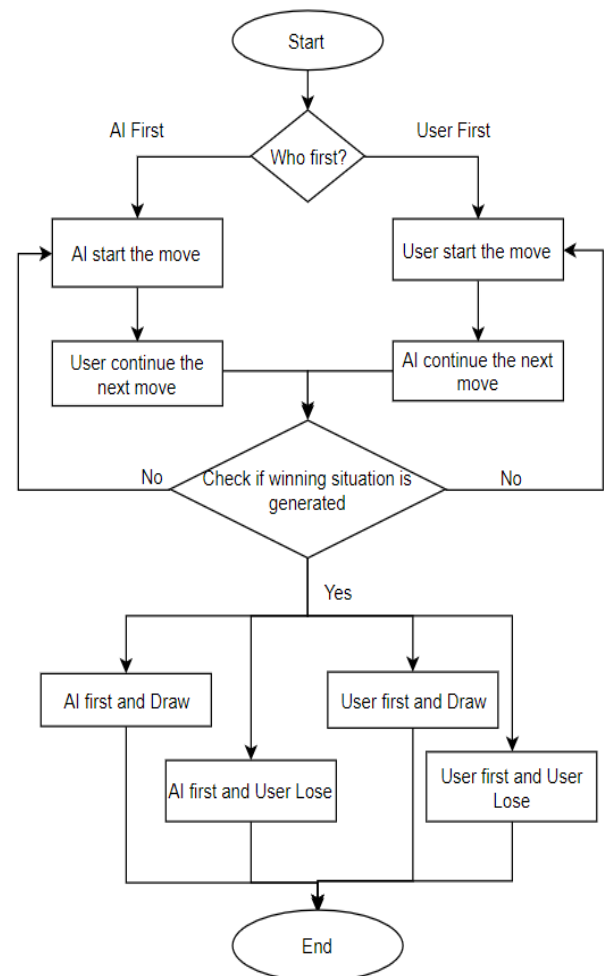 Start
AI First
User First
Who first?
AI start the move
User start the move
User continue the
next move
AI continue the next
move
No
Check if winning situation is
generated
No
Yes
AI first and Draw
User first and Draw
AI first and User Lose
User first and User
Lose
End